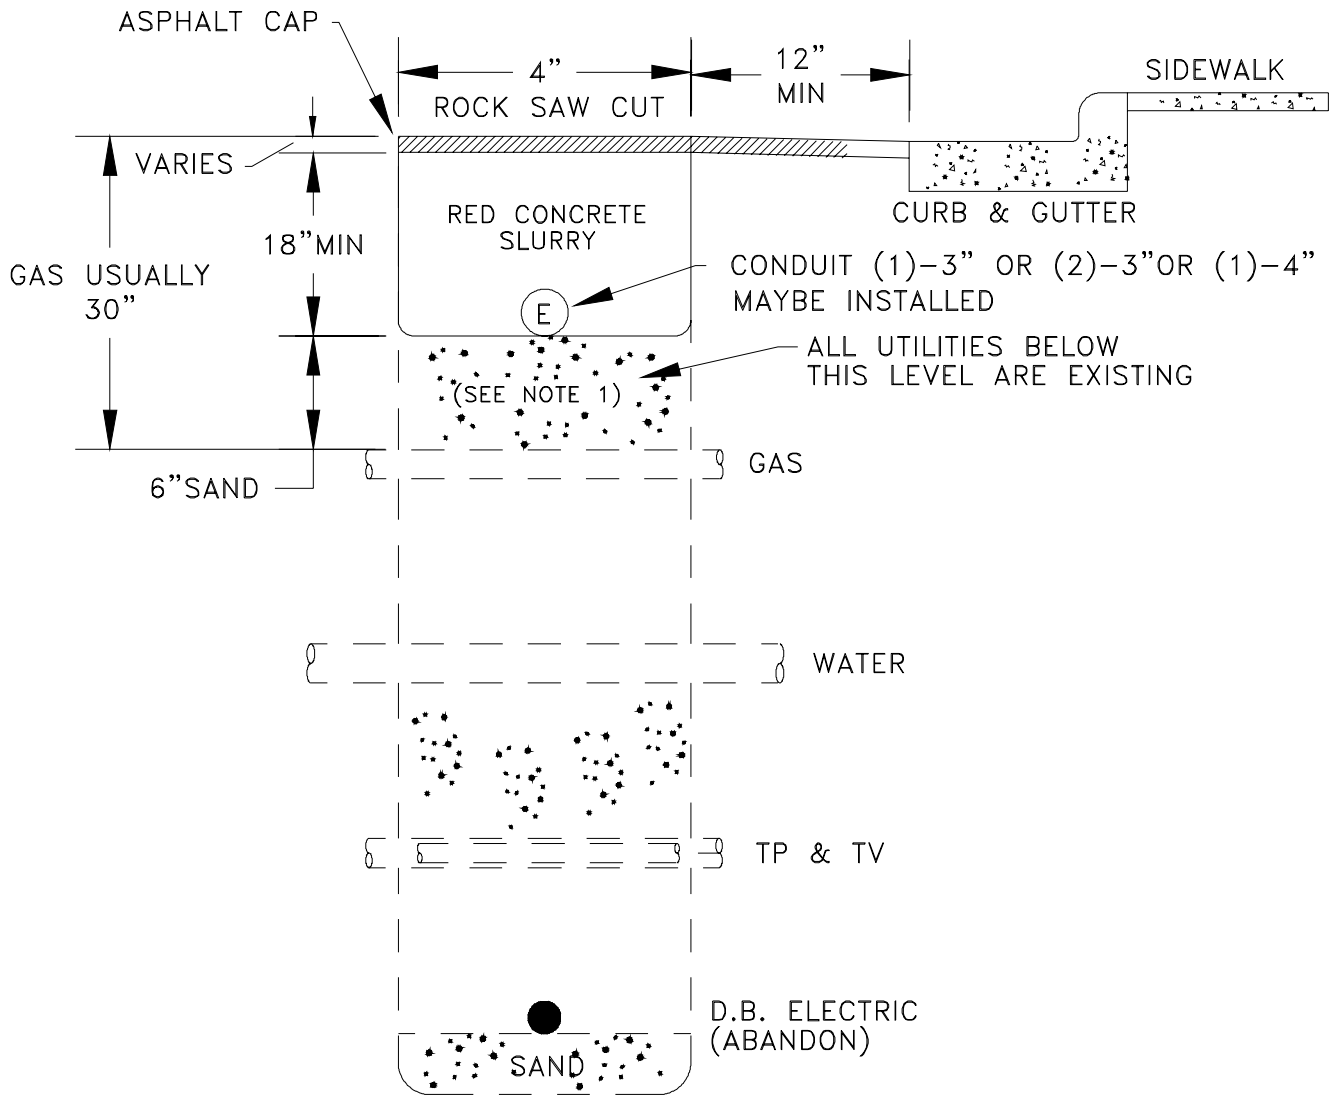 ASPHALT CAP
4”
12”
MIN
SIDEWALK
ROCK SAW CUT
VARIES
RED CONCRETE
SLURRY
CURB & GUTTER
18”MIN
GAS USUALLY
30”
CONDUIT (1)-3” OR (2)-3”OR (1)-4”
MAYBE INSTALLED
E
ALL UTILITIES BELOW
THIS LEVEL ARE EXISTING
(SEE NOTE 1)
GAS
6”SAND
WATER
TP & TV
D.B. ELECTRIC
(ABANDON)
SAND